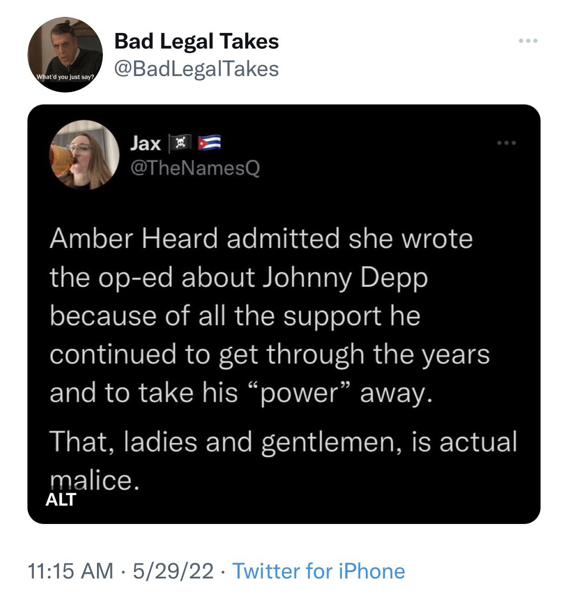 Bad Legal Takes
@BadLegalTakes
What'd you just say?
Jax
@TheNamesQ
Amber Heard admitted she wrote
the op-ed about Johnny Depp
because of all the support he
continued to get through the years
and to take his “power” away.
That, ladies and gentlemen, is actual
malice.
ALT
11:15 AM · 5/29/22 · Twitter for iPhone